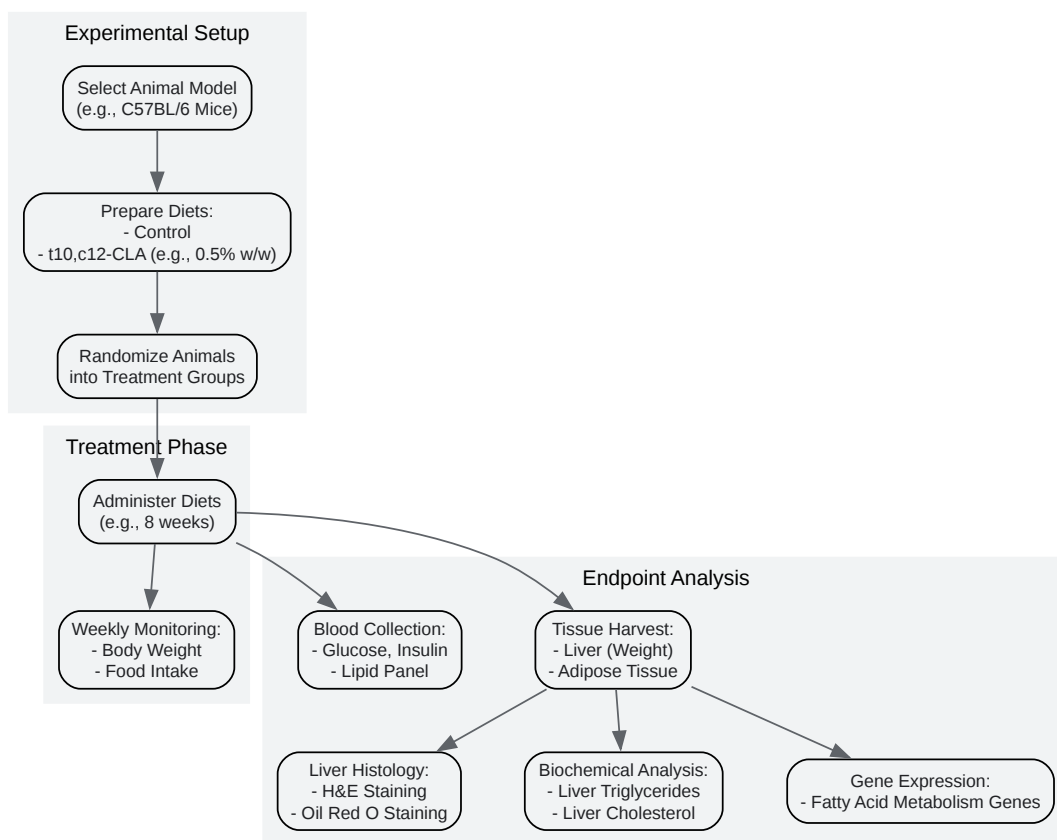 Experimental Setup
Select Animal Model
(e.g., C57BL/6 Mice)
Prepare Diets:
- Control
- t10,c12-CLA (e.g., 0.5% w/w)
Randomize Animals
into Treatment Groups
Treatment Phase
Administer Diets
(e.g., 8 weeks)
Weekly Monitoring:
- Body Weight
- Food Intake
Endpoint Analysis
Blood Collection:
- Glucose, Insulin
- Lipid Panel
Tissue Harvest:
- Liver (Weight)
- Adipose Tissue
Liver Histology:
- H&E Staining
- Oil Red O Staining
Biochemical Analysis:
- Liver Triglycerides
- Liver Cholesterol
Gene Expression:
- Fatty Acid Metabolism Genes